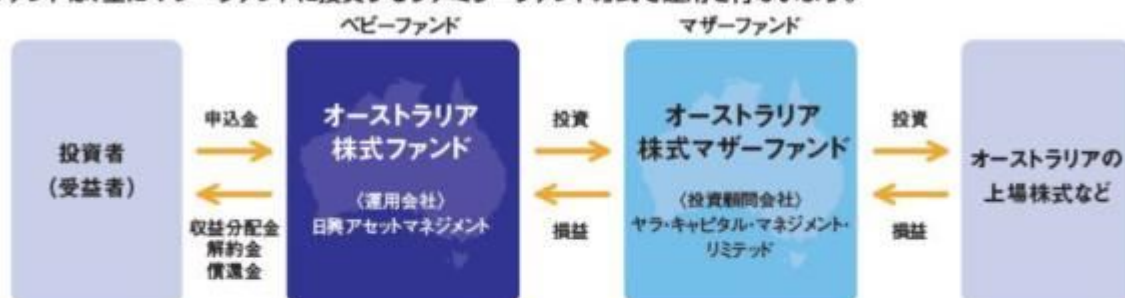 ベビーファンド
マザーファンド
投資者
(受益者)
申込金
収益分配金
解約金
償還金
オーストラリア
株式ファンド
〈運用会社〉
日興アセットマネジメント
投資
損益
オーストラリア
株式マザーファンド
〈投資顧問会社〉
ヤラ・キャピタル・マネジメント・
リミテッド
投資
損益
オーストラリアの
上場株式など